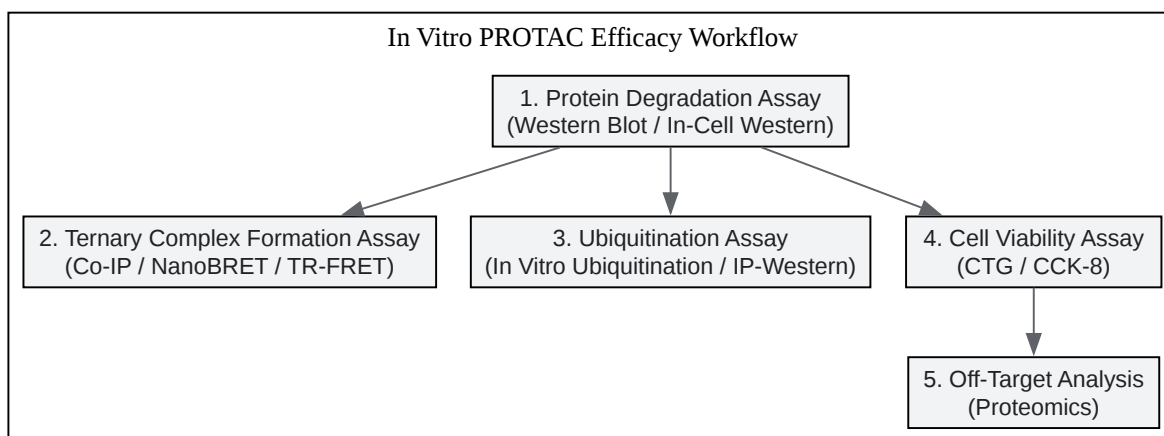 In Vitro PROTAC Efficacy Workflow
1. Protein Degradation Assay
(Western Blot / In-Cell Western)
2. Ternary Complex Formation Assay
(Co-IP / NanoBRET / TR-FRET)
3. Ubiquitination Assay
(In Vitro Ubiquitination / IP-Western)
4. Cell Viability Assay
(CTG / CCK-8)
5. Off-Target Analysis
(Proteomics)